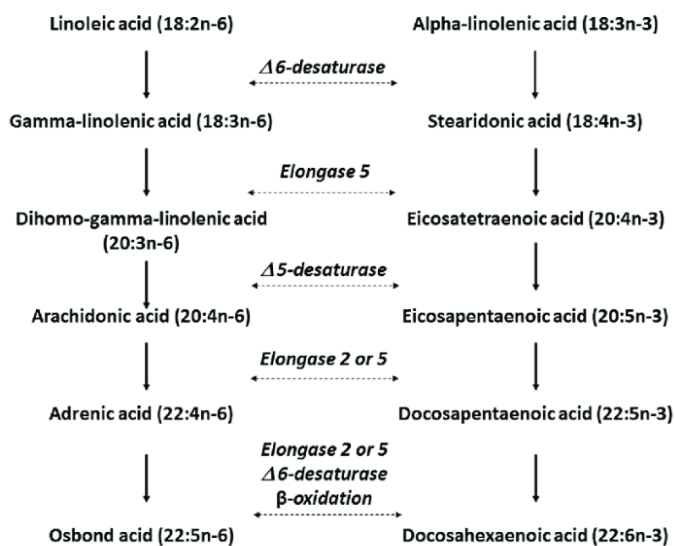 Linoleic acid (18:2n-6)
Alpha-linolenic acid (18:3n-3)
Δ6-desaturase
Gamma-linolenic acid (18:3n-6)
Stearidonic acid (18:4n-3)
Elongase 5
Dihomo-gamma-linolenic acid
(20:3n-6)
Eicosatetraenoic acid (20:4n-3)
Δ5-desaturase
Arachidonic acid (20:4n-6)
Eicosapentaenoic acid (20:5n-3)
Elongase 2 or 5
Adrenic acid (22:4n-6)
Docosapentaenoic acid (22:5n-3)
Elongase 2 or 5
Δ6-desaturase
β-oxidation
Osbond acid (22:5n-6)
Docosahexaenoic acid (22:6n-3)